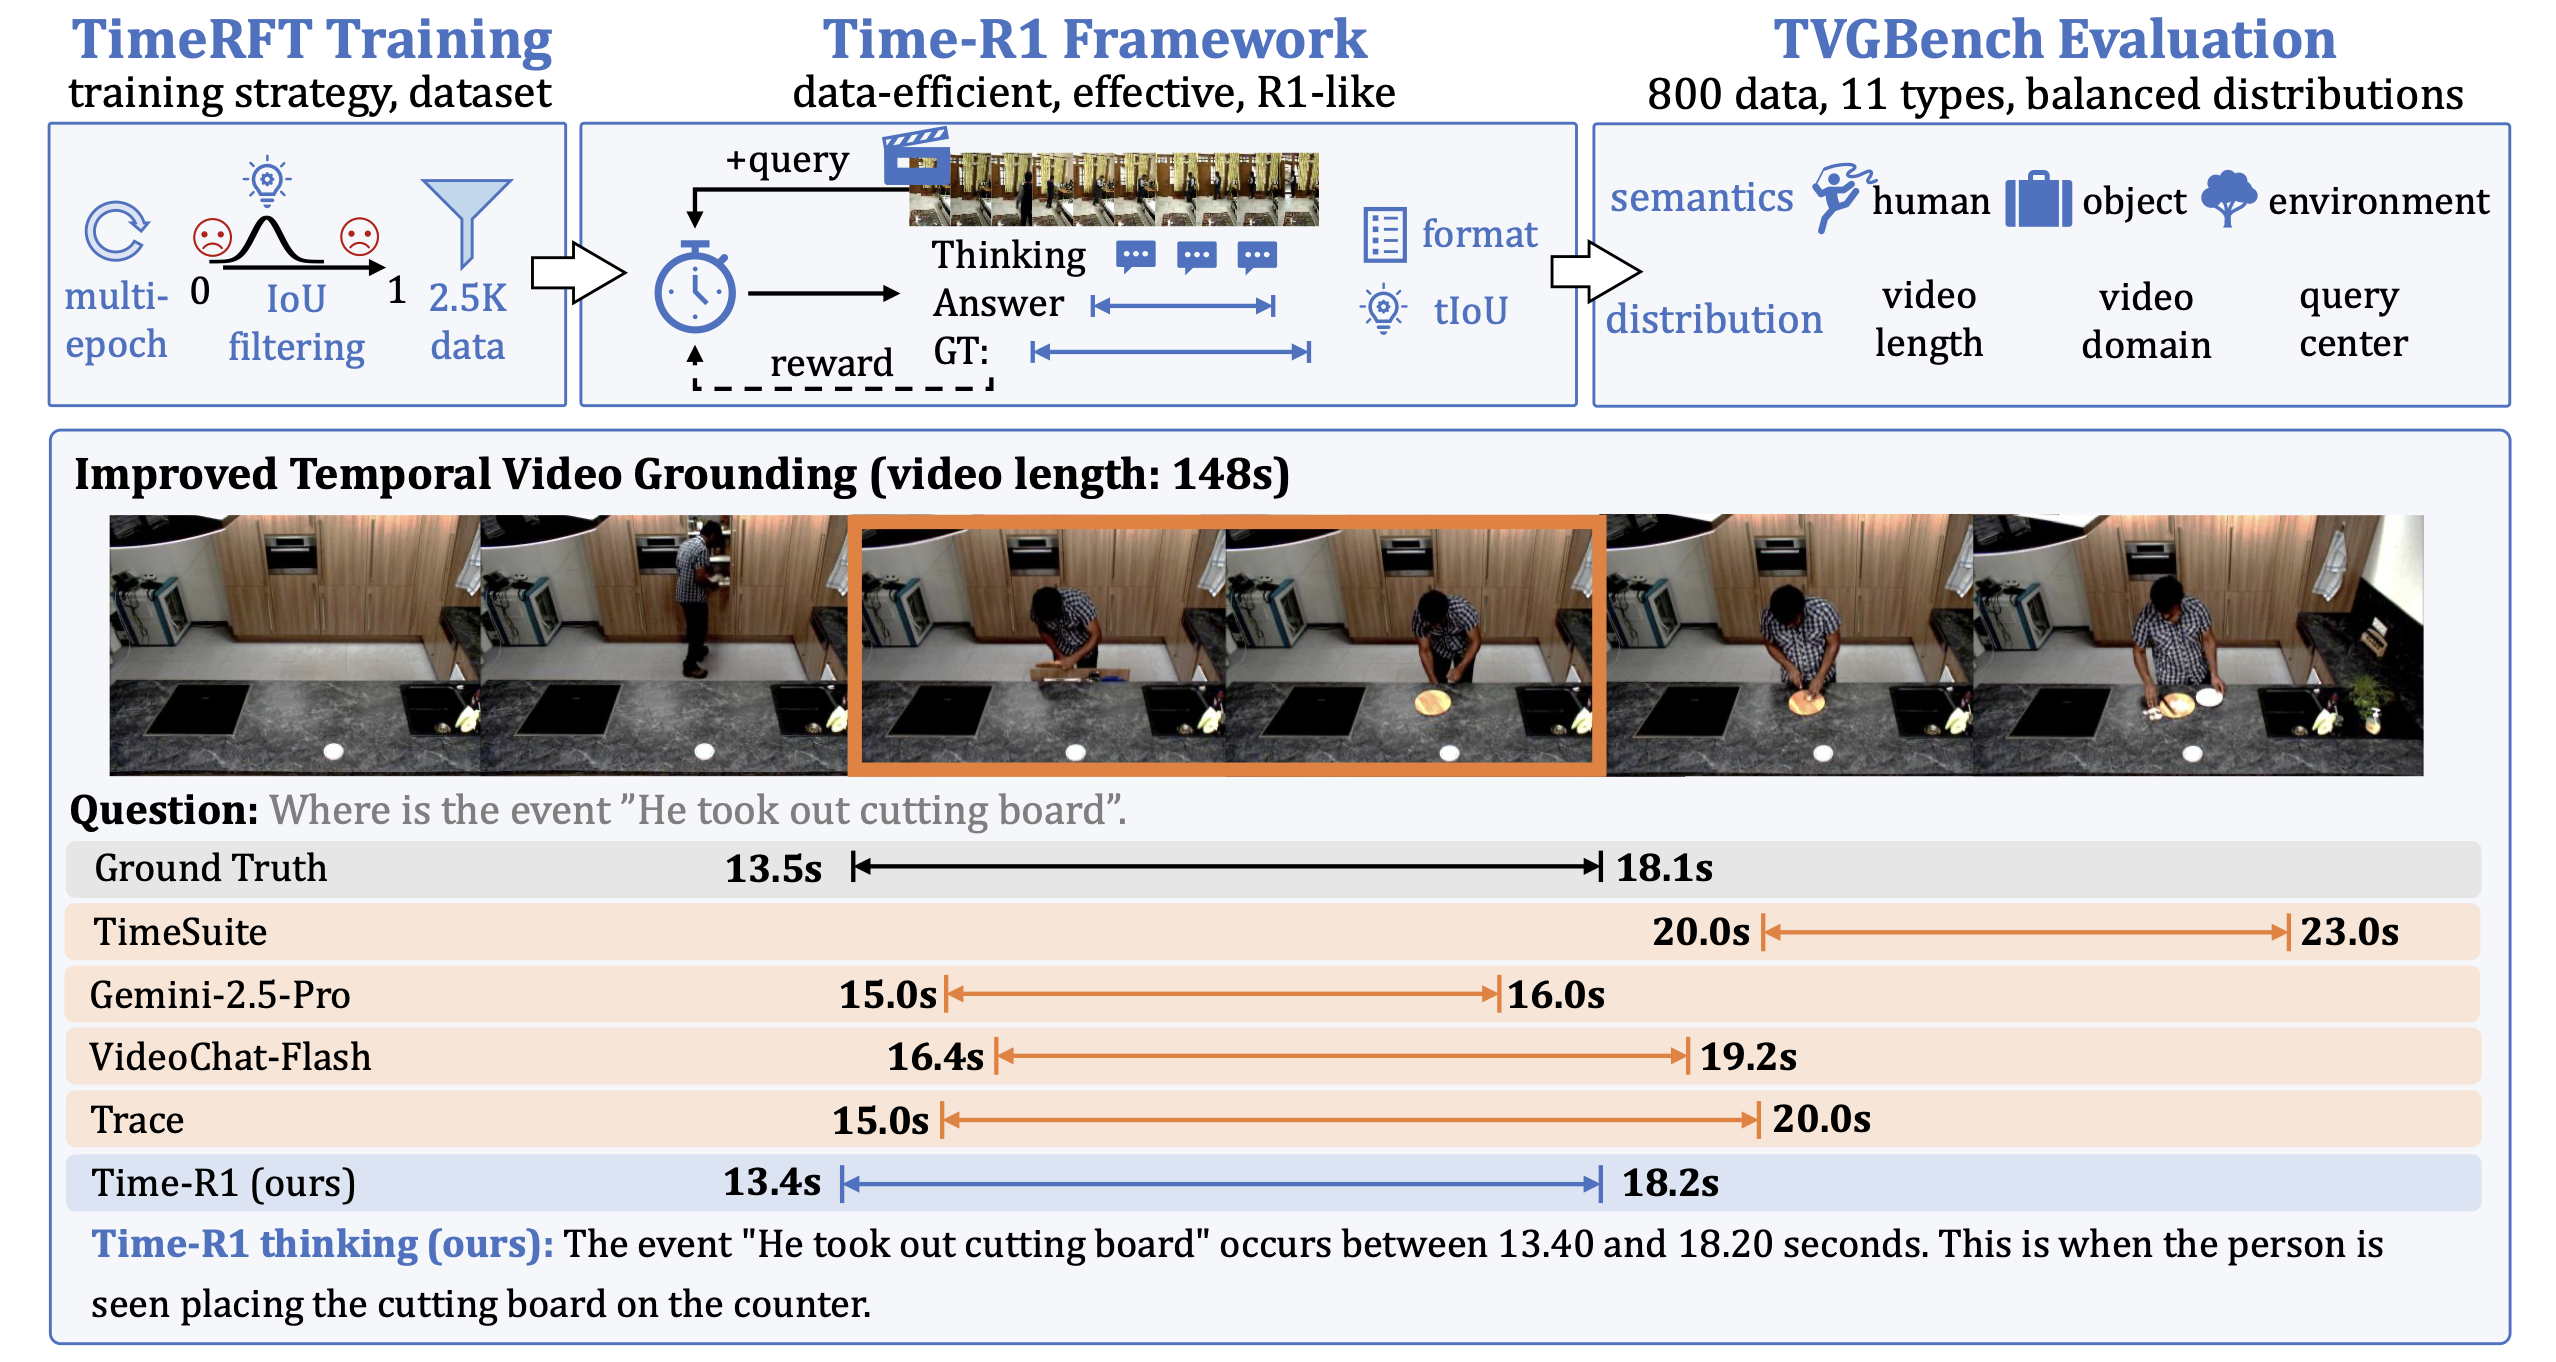 TimeRFT Training
training strategy, dataset
multi-
epoch
0
IoU
1
filtering
2.5K
data
Time-R1 Framework
data-efficient, effective, R1-like
+query
Thinking
Answer
GT:
reward
format
tIoU
TVGBench Evaluation
800 data, 11 types, balanced distributions
semantics human object environment
distribution
video
length
video
domain
query
center
Improved Temporal Video Grounding (video length: 148s)
Question: Where is the event ”He took out cutting board”.
Ground Truth 13.5s 18.1s
TimeSuite 20.0s 23.0s
Gemini-2.5-Pro 15.0s 16.0s
VideoChat-Flash 16.4s 19.2s
Trace 15.0s 20.0s
Time-R1 (ours) 13.4s 18.2s
Time-R1 thinking (ours): The event "He took out cutting board" occurs between 13.40 and 18.20 seconds. This is when the person is
seen placing the cutting board on the counter.